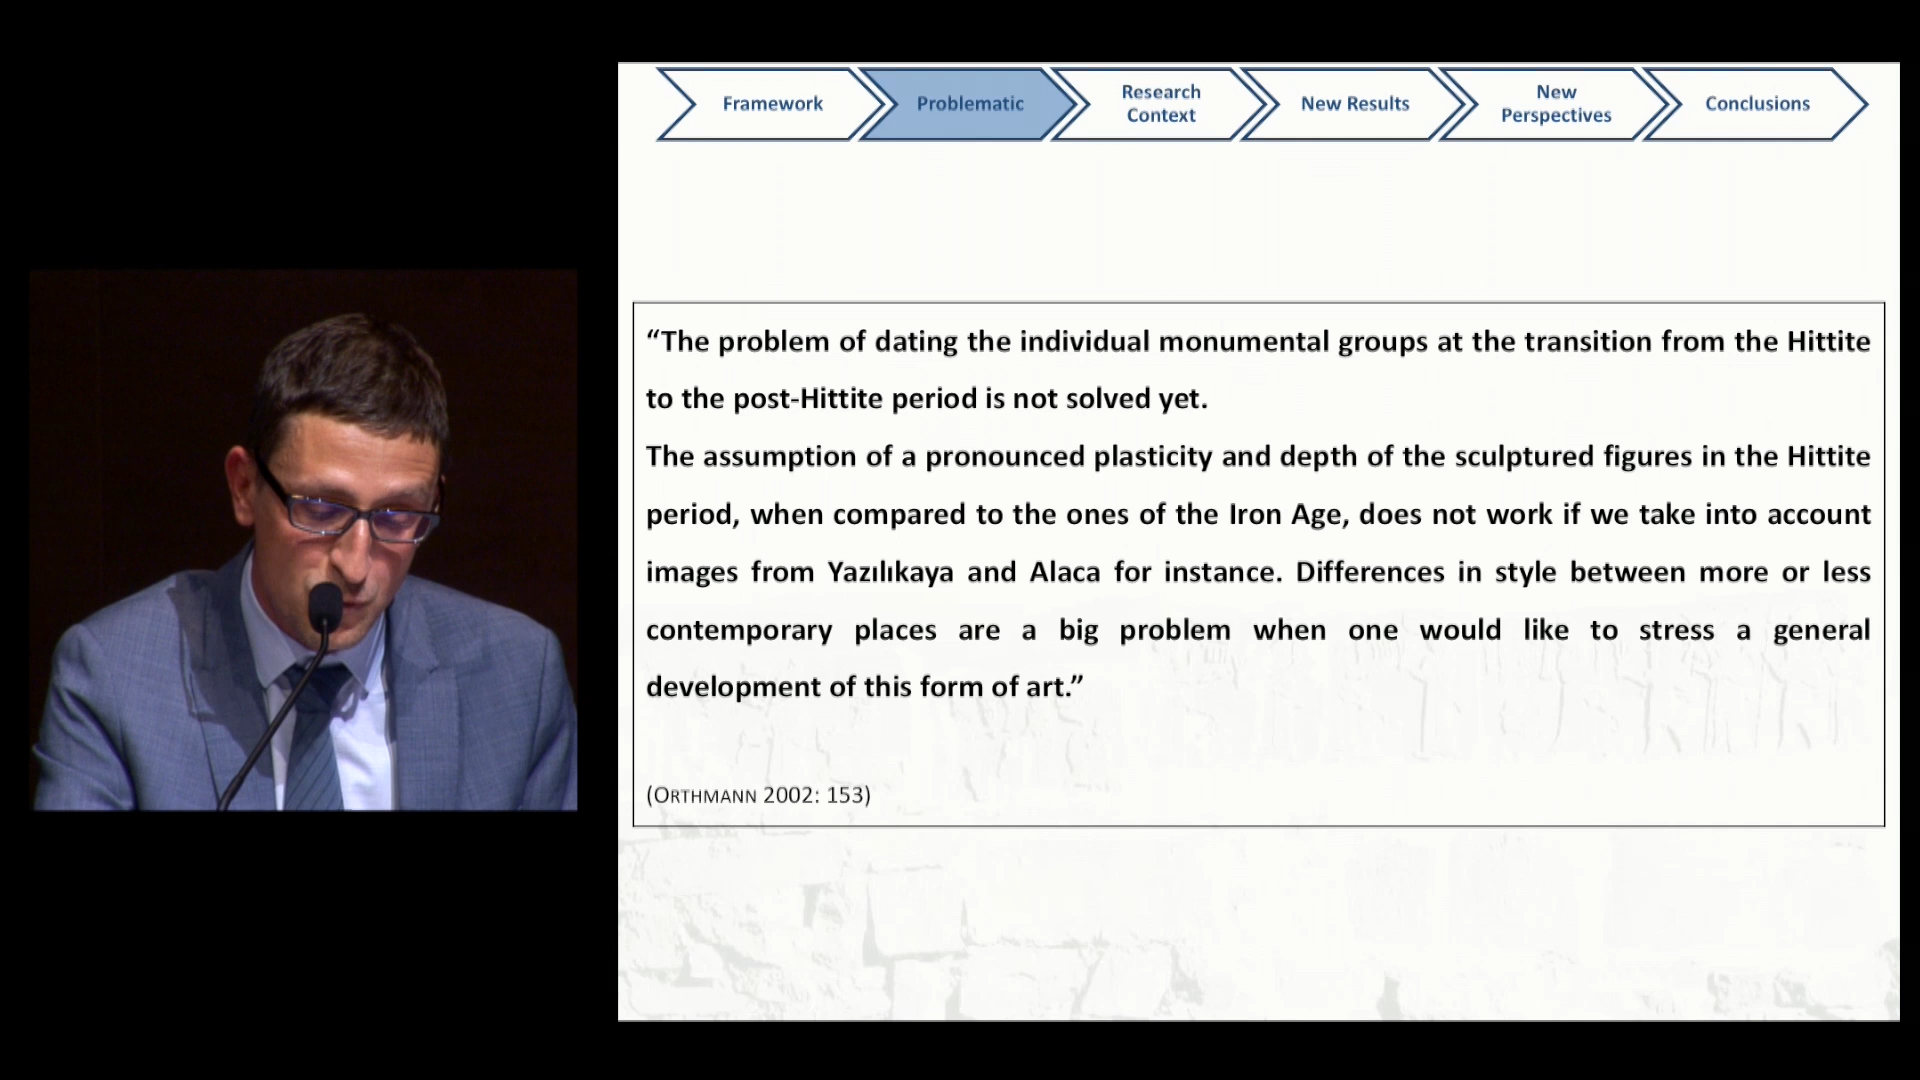 Framework
Problematic
Research
Context
New Results
New
Perspectives
Conclusions
“The problem of dating the individual monumental groups at the transition from the Hittite
to the post-Hittite period is not solved yet.
The assumption of a pronounced plasticity and depth of the sculptured figures in the Hittite
period, when compared to the ones of the Iron Age, does not work if we take into account
images from Yazılıkaya and Alaca for instance. Differences in style between more or less
contemporary places are a big problem when one would like to stress a general
development of this form of art.”
(ORTHMANN 2002: 153)